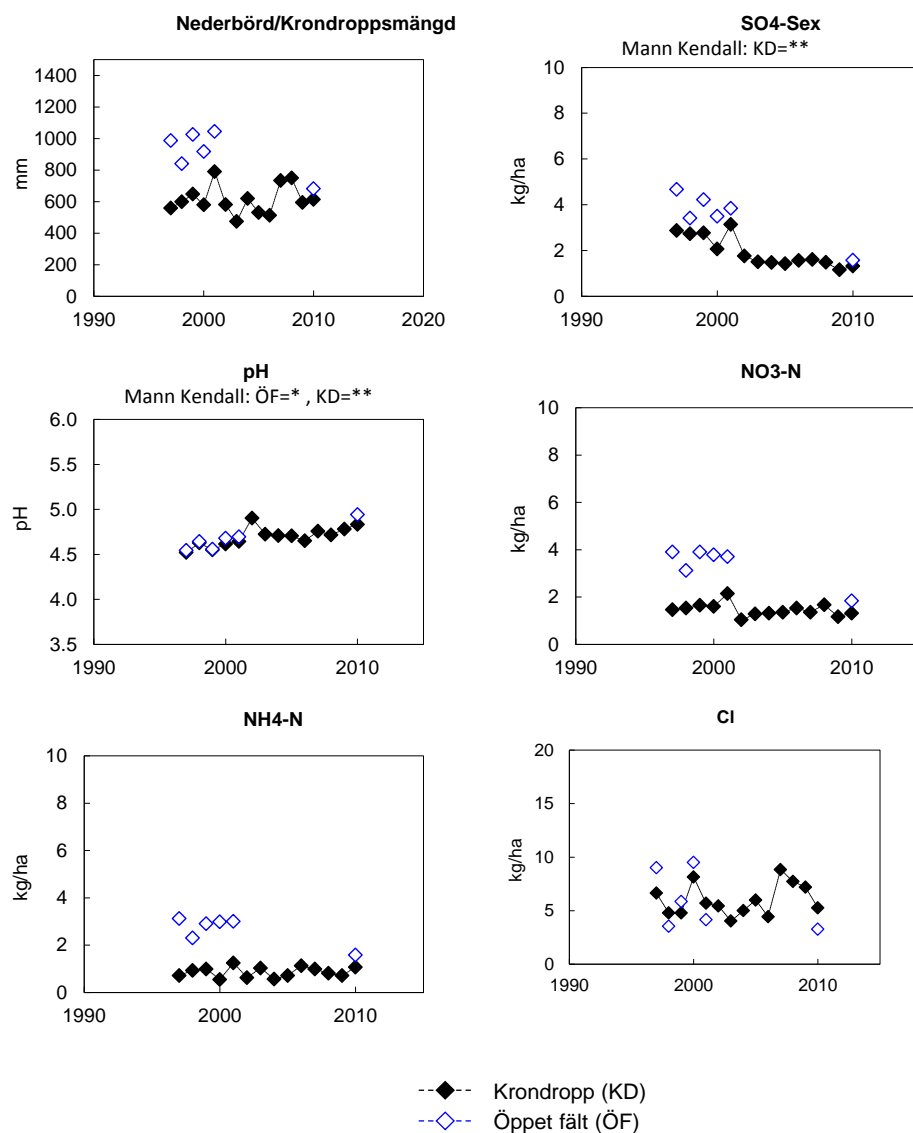 Nederbörd/Krondroppsmängd
1400
1200
1000
800
600
400
200
0
mm
1990 2000 2010 2020
SO4-Sex
Mann Kendall: KD=**
10
8
6
4
2
0
kg/ha
1990 2000 2010
pH
Mann Kendall: ÖF=* , KD=**
6.0
5.5
5.0
4.5
4.0
3.5
pH
1990 2000 2010
NO3-N
10
8
6
4
2
0
kg/ha
1990 2000 2010
NH4-N
10
8
6
4
2
0
kg/ha
1990 2000 2010
Cl
20
15
10
5
0
kg/ha
1990 2000 2010
Krondropp (KD)
Öppet fält (ÖF)